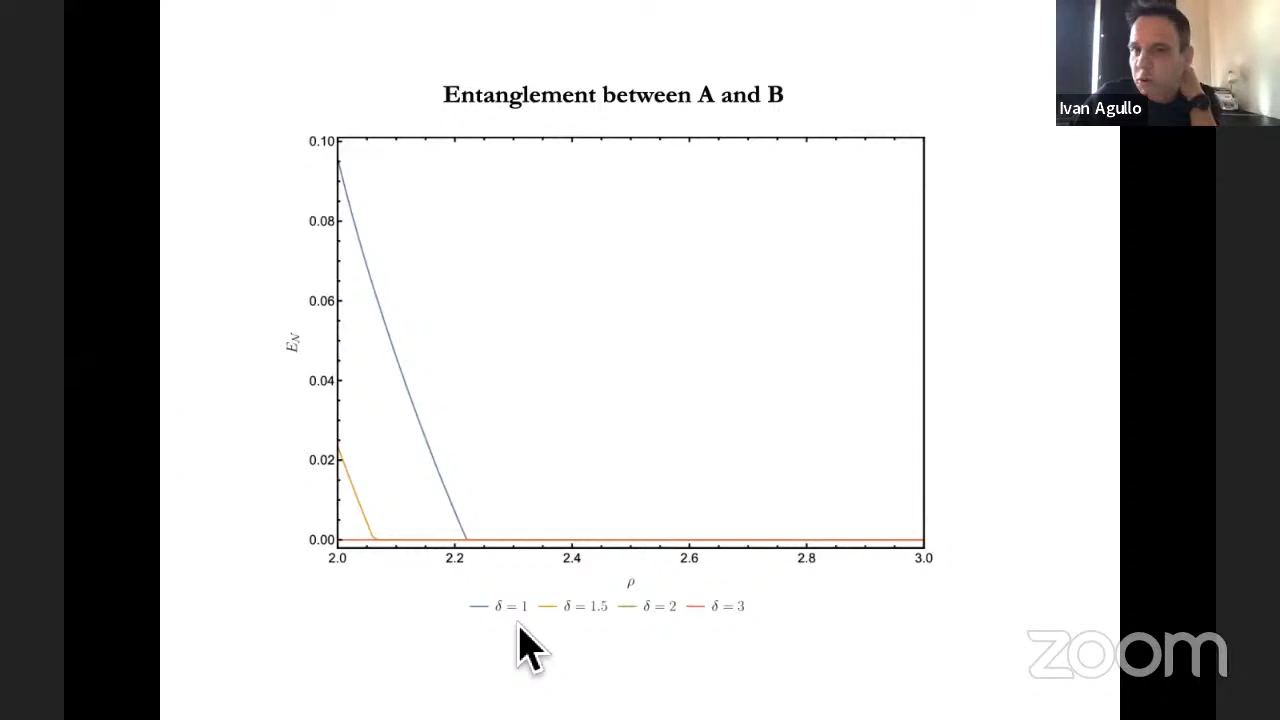 Ivan Agullo
Entanglement between A and B
0.10
0.08
0.06
0.04
0.02
0.00
E_N
2.0 2.2 2.4 2.6 2.8 3.0
ρ
δ = 1 δ = 1.5 δ = 2 δ = 3
zoom